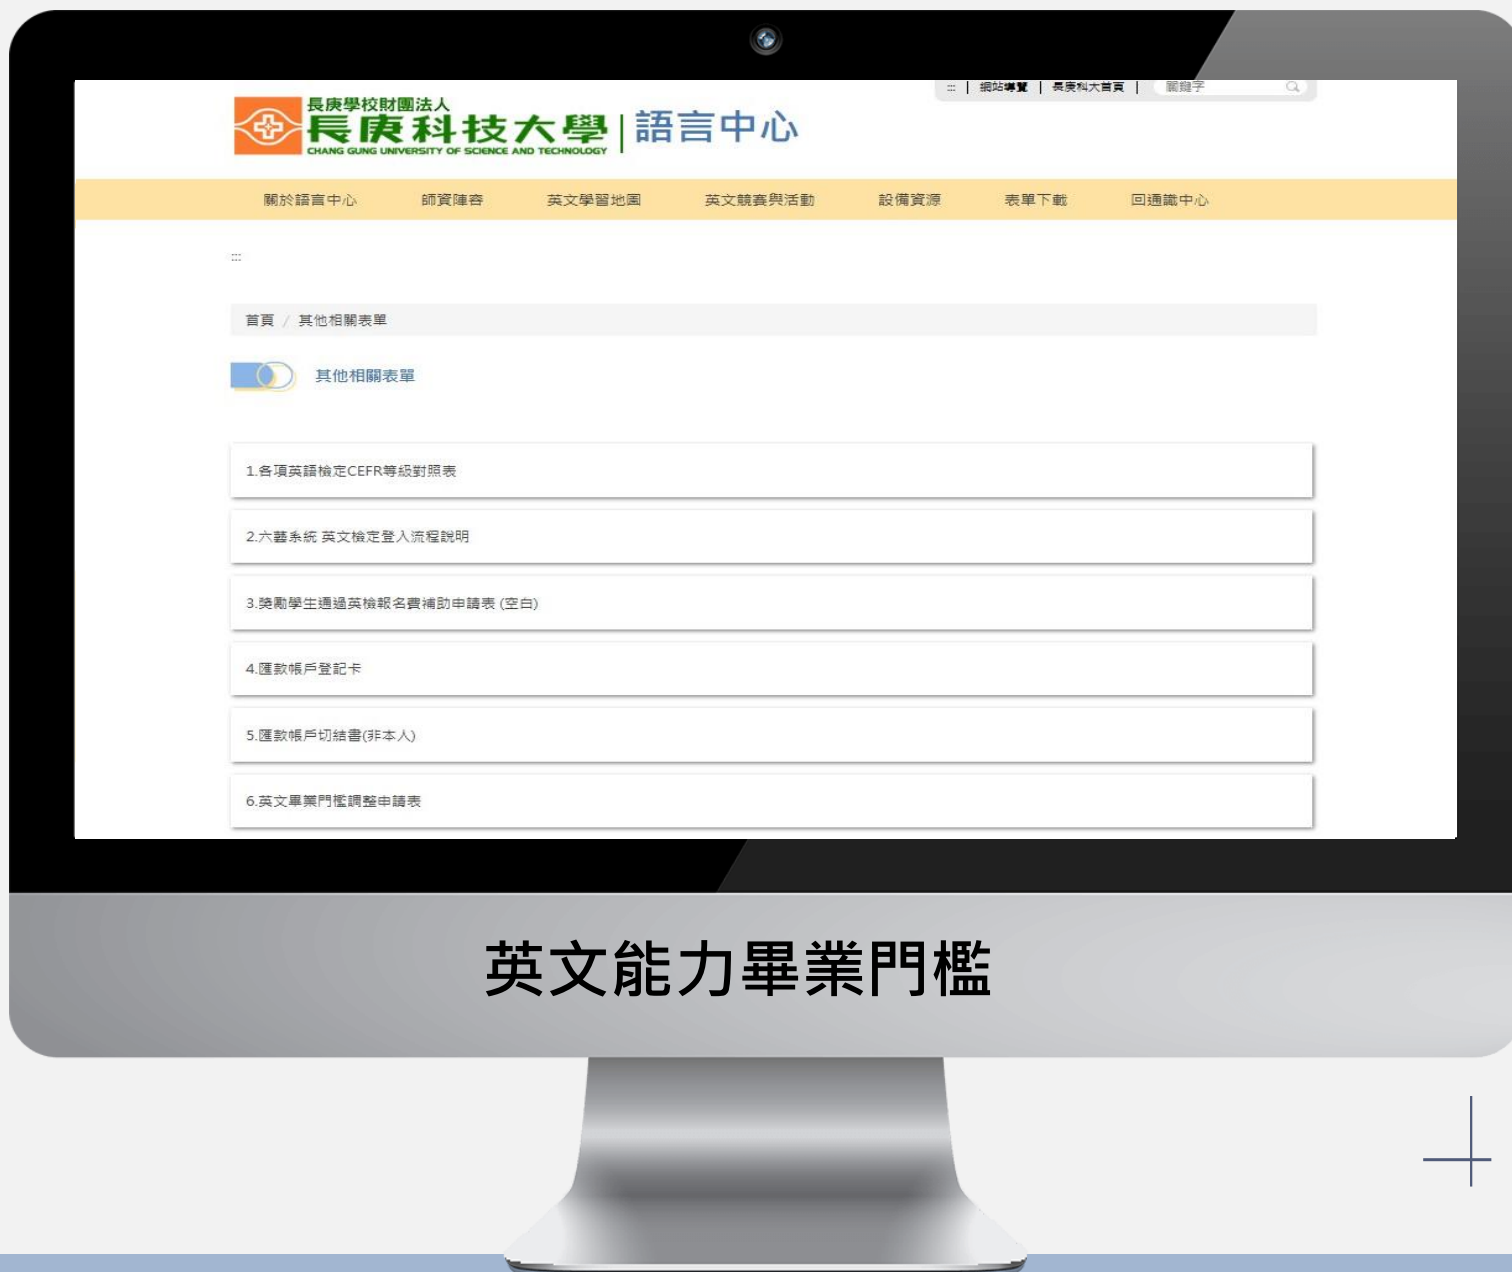 ::: | 網站導覽 | 長庚科大首頁 | 關鍵字
長庚學校財團法人
長庚科技大學 | 語言中心
CHANG GUNG UNIVERSITY OF SCIENCE AND TECHNOLOGY
關於語言中心 師資陣容 英文學習地圖 英文競賽與活動 設備資源 表單下載 回通識中心
:::
首頁 / 其他相關表單
其他相關表單
1.各項英語檢定CEFR等級對照表
2.六藝系統 英文檢定登入流程說明
3.獎勵學生通過英檢報名費補助申請表 (空白)
4.匯款帳戶登記卡
5.匯款帳戶切結書(非本人)
6.英文畢業門檻調整申請表
英文能力畢業門檻